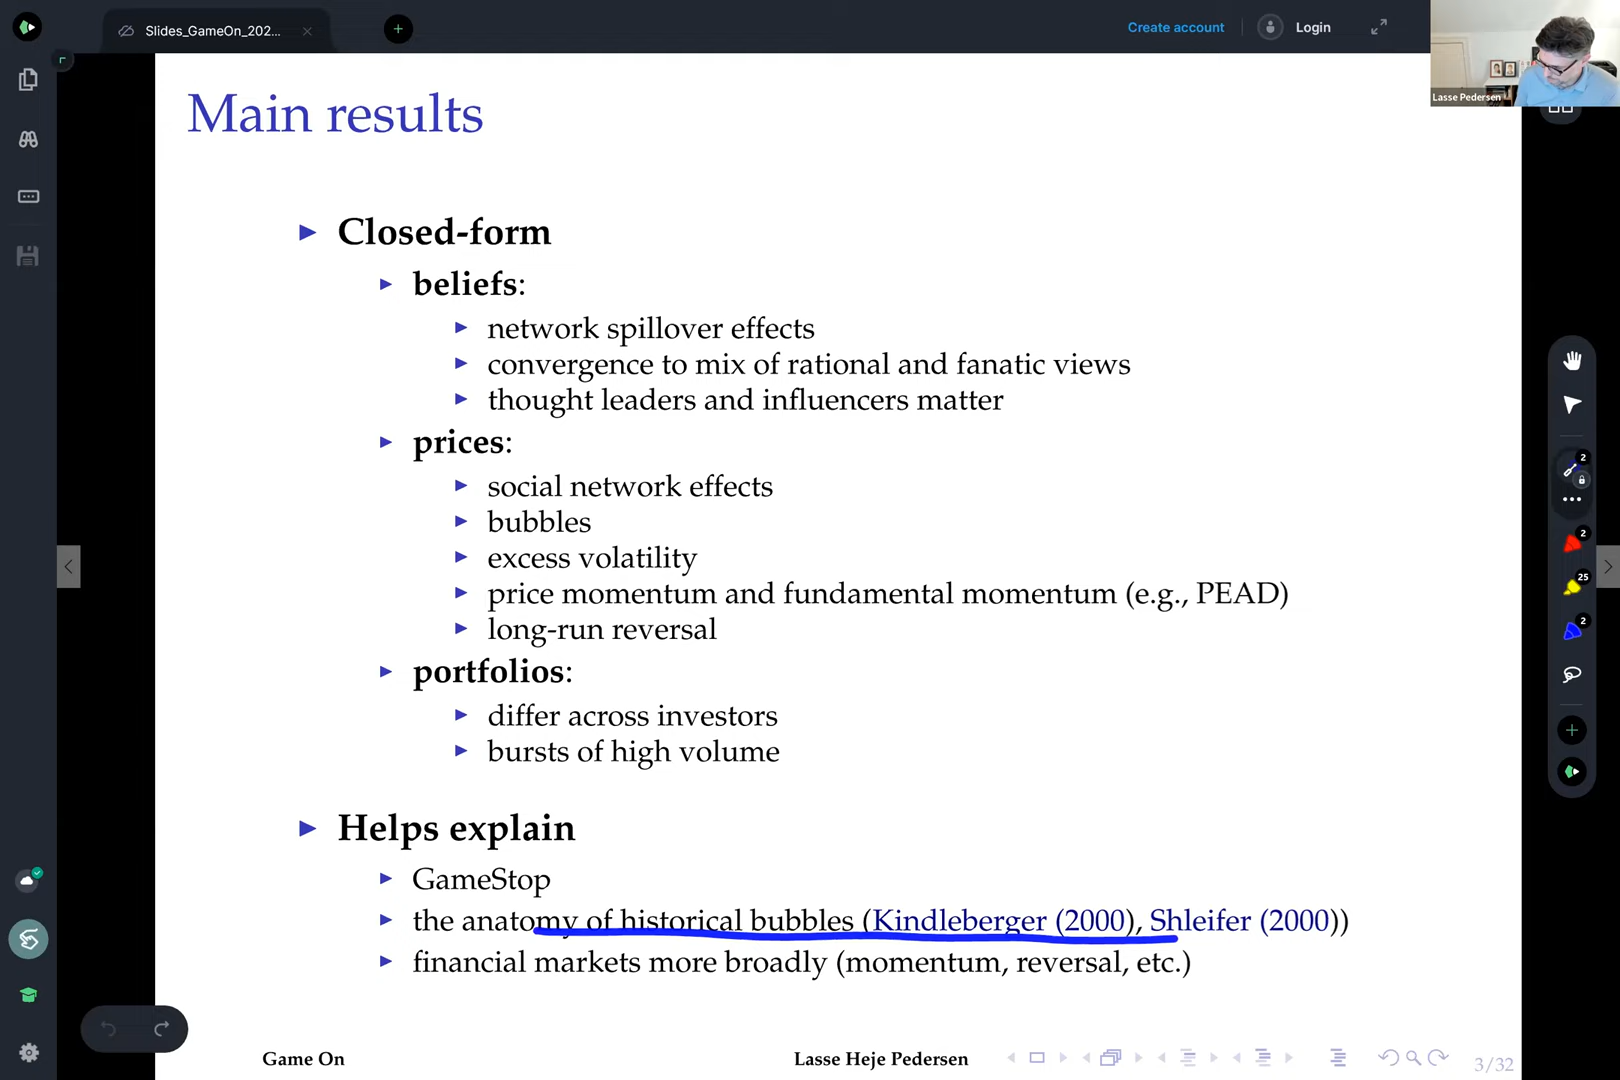 Slides_GameOn_202...
Create account
Login
Lasse Pedersen
Main results
Closed-form
beliefs:
network spillover effects
convergence to mix of rational and fanatic views
thought leaders and influencers matter
prices:
social network effects
bubbles
excess volatility
price momentum and fundamental momentum (e.g., PEAD)
long-run reversal
portfolios:
differ across investors
bursts of high volume
Helps explain
GameStop
the anatomy of historical bubbles (Kindleberger (2000), Shleifer (2000))
financial markets more broadly (momentum, reversal, etc.)
Game On
Lasse Heje Pedersen
3/32
2
2
25
2